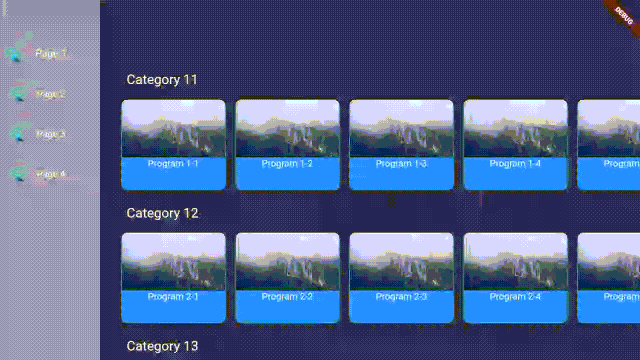 DEBUG
Page 1
Page 2
Page 3
Page 4
Category 11
Program 1-1
Program 1-2
Program 1-3
Program 1-4
Program
Category 12
Program 2-1
Program 2-2
Program 2-3
Program 2-4
Program
Category 13